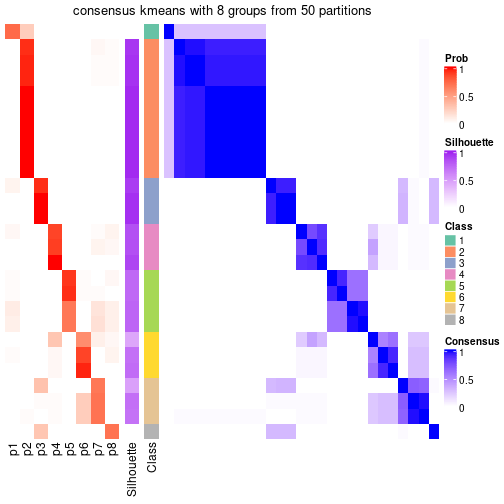 consensus kmeans with 8 groups from 50 partitions
Prob
1
0.5
0
Silhouette
1
0.5
0
Class
1
2
3
4
5
6
7
8
Consensus
1
0.5
0
p1
p2
p3
p4
p5
p6
p7
p8
Silhouette
Class